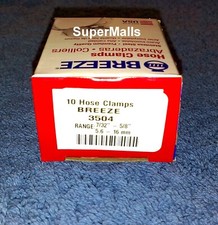 SuperMalls
USA
BREEZE
Hose Clamps
Abrazaderas - Colliers
10 Hose Clamps
BREEZE
3504
RANGE 7/32" - 5/8"
5.6 - 16 mm